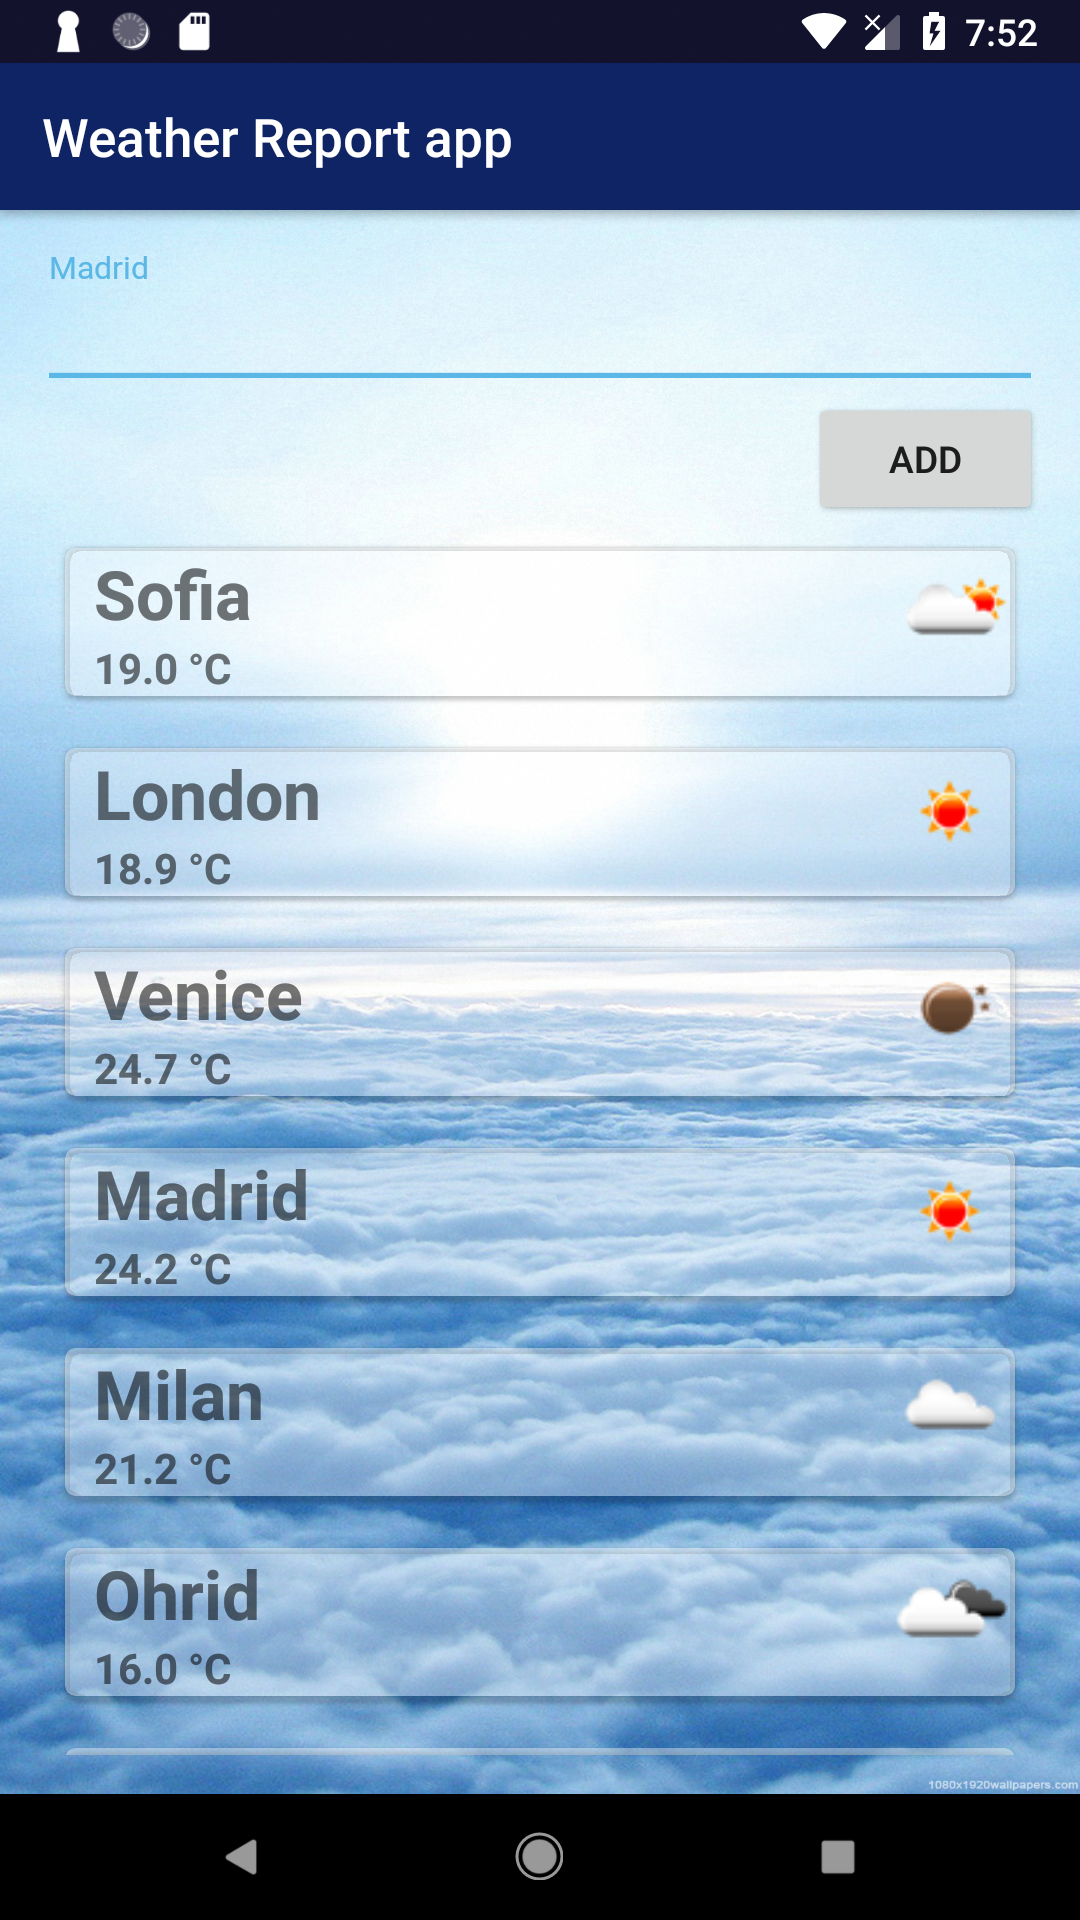 7:52
Weather Report app
Madrid
ADD
Sofia
19.0 °C
London
18.9 °C
Venice
24.7 °C
Madrid
24.2 °C
Milan
21.2 °C
Ohrid
16.0 °C
1080x1920wallpapers.com